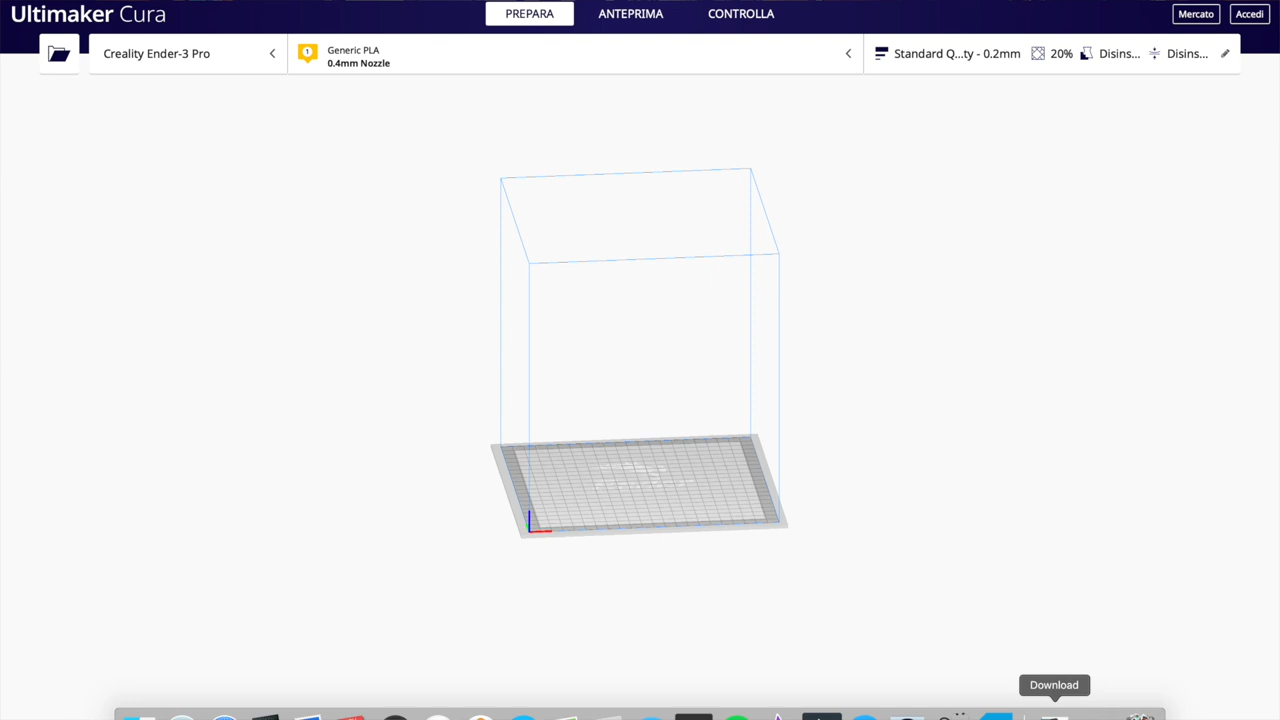 Ultimaker Cura
PREPARA
ANTEPRIMA
CONTROLLA
Mercato
Accedi
Creality Ender-3 Pro
1
Generic PLA
0.4mm Nozzle
Standard Q...ty - 0.2mm
20%
Disins...
Disins...
Download